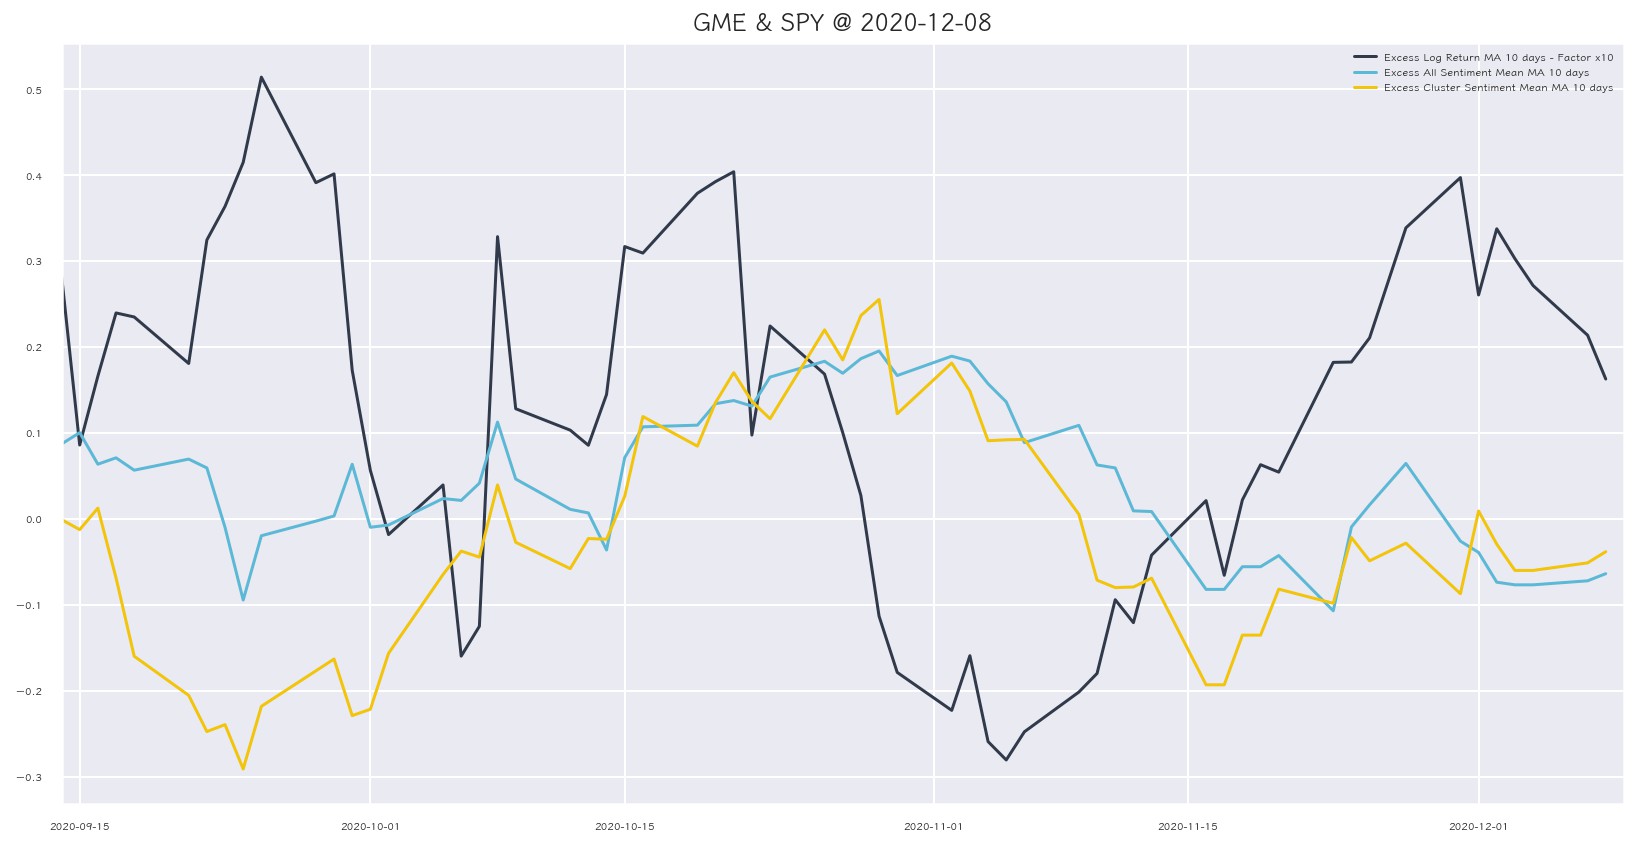 GME & SPY @ 2020-12-08
Excess Log Return MA 10 days - Factor x10
Excess All Sentiment Mean MA 10 days
Excess Cluster Sentiment Mean MA 10 days
0.5
0.4
0.3
0.2
0.1
0.0
−0.1
−0.2
−0.3
2020-09-15 2020-10-01 2020-10-15 2020-11-01 2020-11-15 2020-12-01